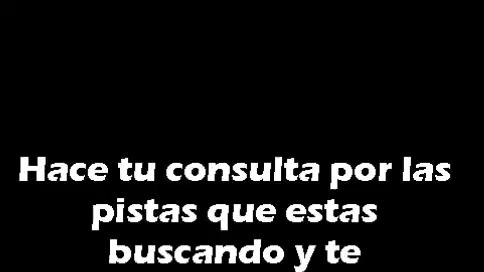 Hace tu consulta por las
pistas que estas
buscando y te